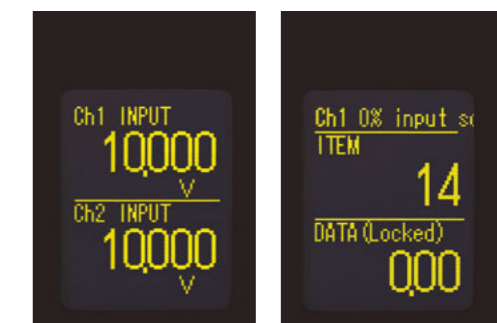 Ch1 INPUT
10.000
V
Ch2 INPUT
10.000
V
Ch1 0% input
ITEM
14
DATA(Locked)
0.00